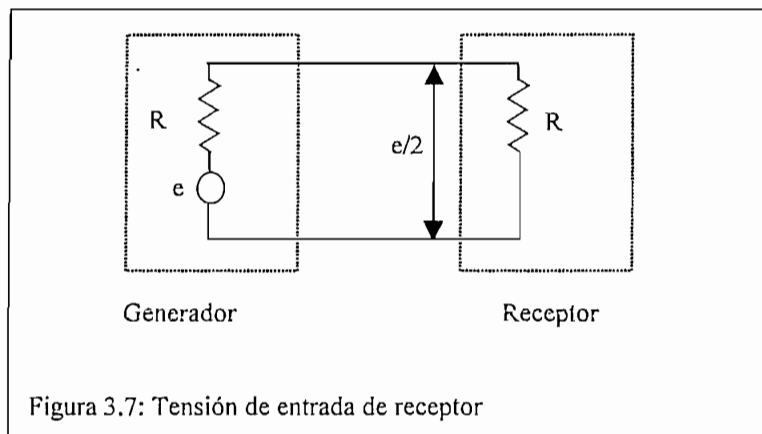 R
R
e/2
e
Generador
Receptor
Figura 3.7: Tensión de entrada de receptor